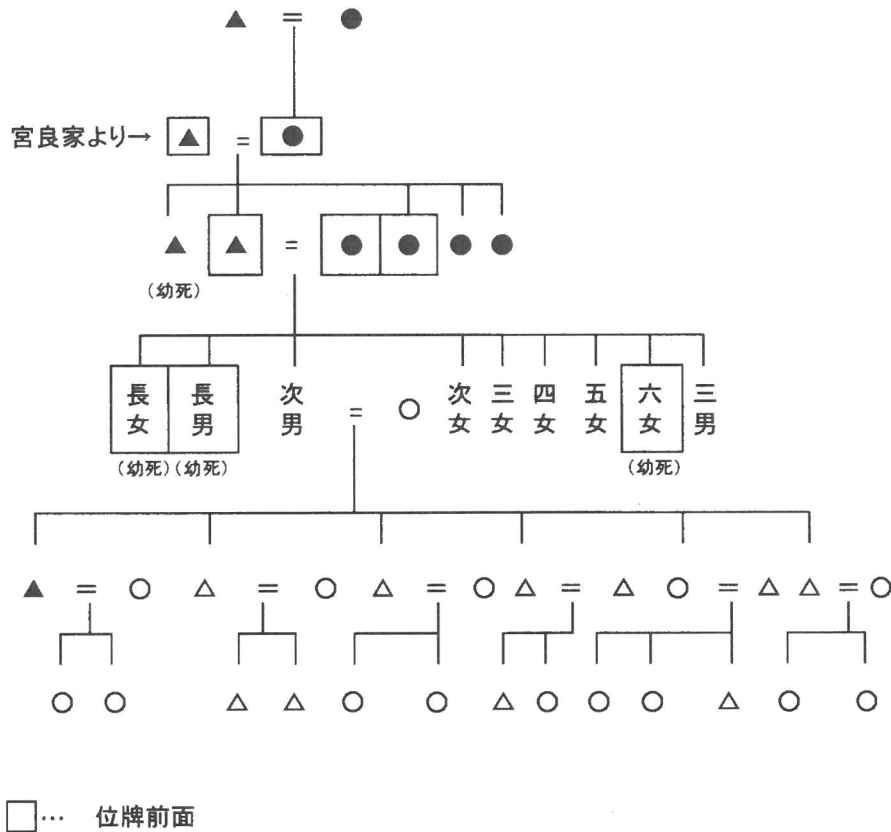 宮良家より→
(幼死)
長女 長男 次男 次女 三女 四女 五女 六女 三男
(幼死)(幼死) (幼死)
… 位牌前面